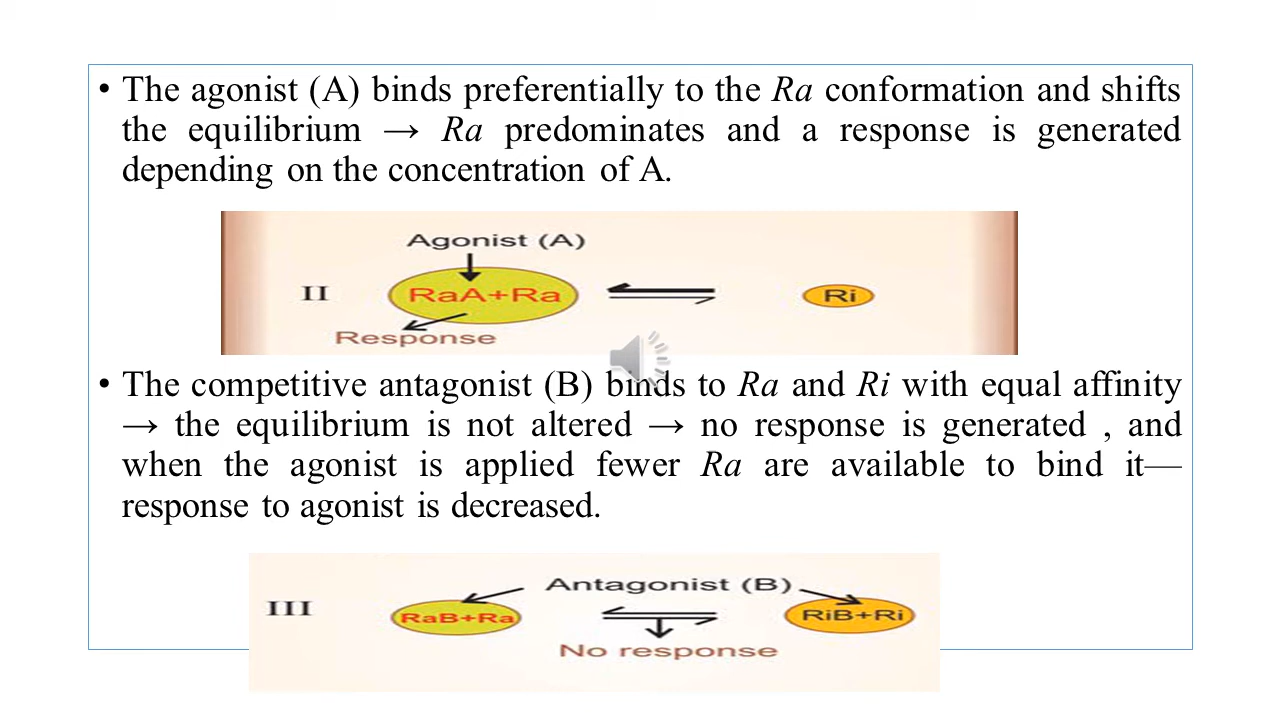 • The agonist (A) binds preferentially to the Ra conformation and shifts
the equilibrium → Ra predominates and a response is generated
depending on the concentration of A.
Agonist (A)
II RaA+Ra Ri
Response
• The competitive antagonist (B) binds to Ra and Ri with equal affinity
→ the equilibrium is not altered → no response is generated , and
when the agonist is applied fewer Ra are available to bind it—
response to agonist is decreased.
Antagonist (B)
III RaB+Ra RiB+Ri
No response